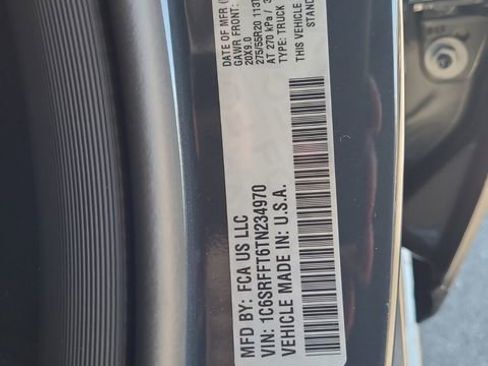 MFD BY: FCA US LLC
VIN: 1C6SRFFT6TN234970
VEHICLE MADE IN: U.S.A.
DATE OF MFR
GAWR FRONT:
20X9.0
275/55R20 113T
AT 270 kPa /
TYPE: TRUCK
THIS VEHICLE
STAND